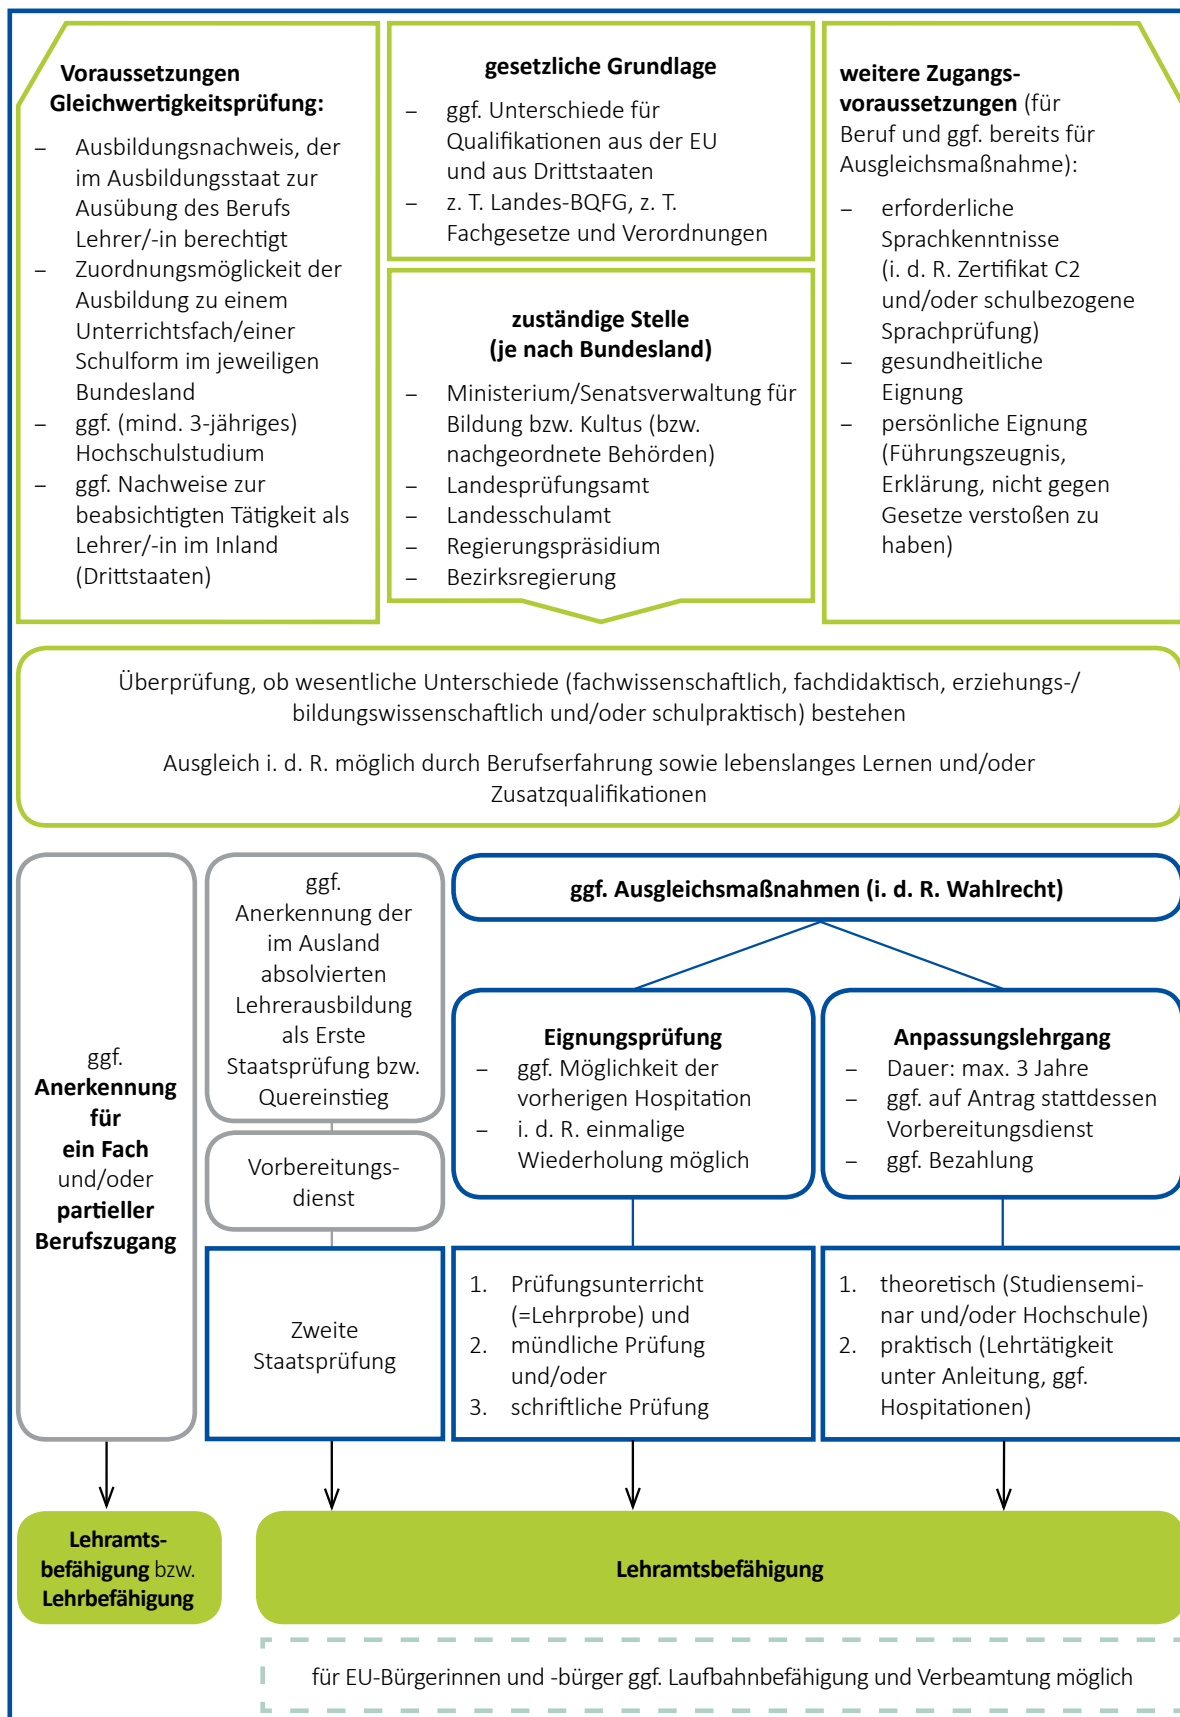 Voraussetzungen
Gleichwertigkeitsprüfung:
– Ausbildungsnachweis, der
im Ausbildungsstaat zur
Ausübung des Berufs
Lehrer/-in berechtigt
– Zuordnungsmöglickeit der
Ausbildung zu einem
Unterrichtsfach/einer
Schulform im jeweiligen
Bundesland
– ggf. (mind. 3-jähriges)
Hochschulstudium
– ggf. Nachweise zur
beabsichtigten Tätigkeit als
Lehrer/-in im Inland
(Drittstaaten)
gesetzliche Grundlage
– ggf. Unterschiede für
Qualifikationen aus der EU
und aus Drittstaaten
– z. T. Landes-BQFG, z. T.
Fachgesetze und Verordnungen
zuständige Stelle
(je nach Bundesland)
– Ministerium/Senatsverwaltung für
Bildung bzw. Kultus (bzw.
nachgeordnete Behörden)
– Landesprüfungsamt
– Landesschulamt
– Regierungspräsidium
– Bezirksregierung
weitere Zugangs-
voraussetzungen (für
Beruf und ggf. bereits für
Ausgleichsmaßnahme):
– erforderliche
Sprachkenntnisse
(i. d. R. Zertifikat C2
und/oder schulbezogene
Sprachprüfung)
– gesundheitliche
Eignung
– persönliche Eignung
(Führungszeugnis,
Erklärung, nicht gegen
Gesetze verstoßen zu
haben)
Überprüfung, ob wesentliche Unterschiede (fachwissenschaftlich, fachdidaktisch, erziehungs-/
bildungswissenschaftlich und/oder schulpraktisch) bestehen
Ausgleich i. d. R. möglich durch Berufserfahrung sowie lebenslanges Lernen und/oder
Zusatzqualifikationen
ggf.
Anerkennung
für
ein Fach
und/oder
partieller
Berufszugang
ggf.
Anerkennung der
im Ausland
absolvierten
Lehrerausbildung
als Erste
Staatsprüfung bzw.
Quereinstieg
Vorbereitungs-
dienst
Zweite
Staatsprüfung
ggf. Ausgleichsmaßnahmen (i. d. R. Wahlrecht)
Eignungsprüfung
– ggf. Möglichkeit der
vorherigen Hospitation
– i. d. R. einmalige
Wiederholung möglich
1. Prüfungsunterricht
(=Lehrprobe) und
2. mündliche Prüfung
und/oder
3. schriftliche Prüfung
Anpassungslehrgang
– Dauer: max. 3 Jahre
– ggf. auf Antrag stattdessen
Vorbereitungsdienst
– ggf. Bezahlung
1. theoretisch (Studiensemi-
nar und/oder Hochschule)
2. praktisch (Lehrtätigkeit
unter Anleitung, ggf.
Hospitationen)
Lehramts-
befähigung bzw.
Lehrbefähigung
Lehramtsbefähigung
für EU-Bürgerinnen und -bürger ggf. Laufbahnbefähigung und Verbeamtung möglich